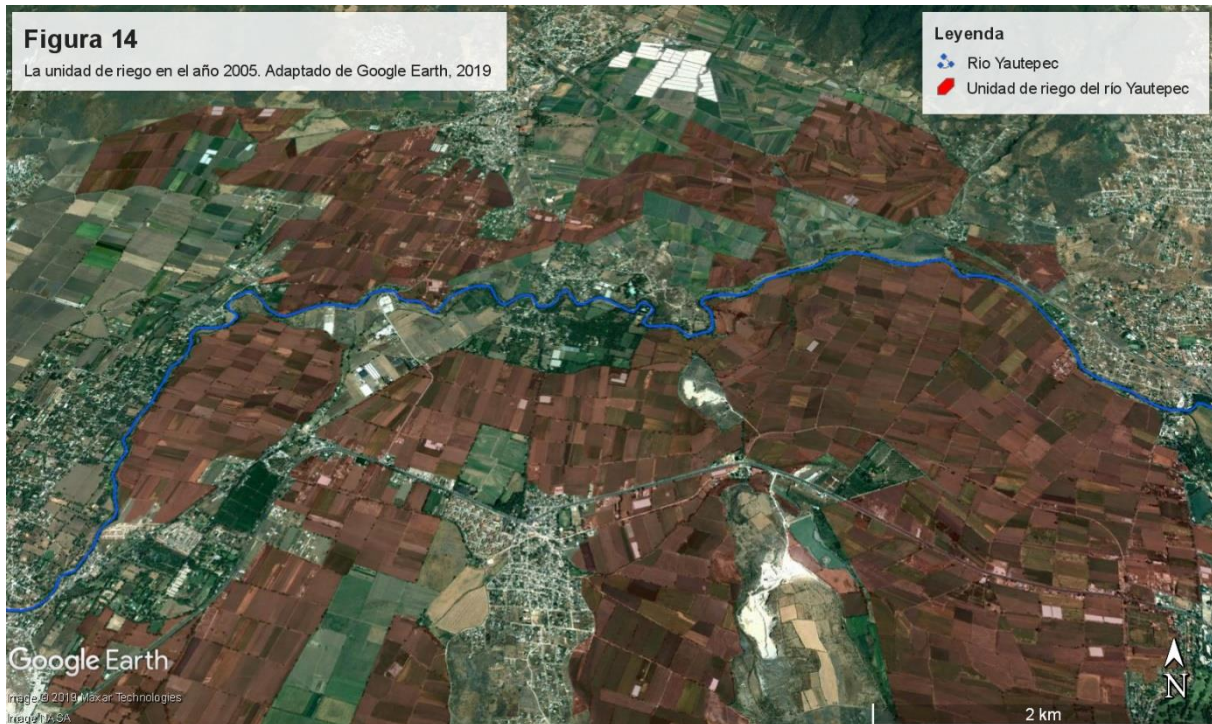 Figura 14
La unidad de riego en el año 2005. Adaptado de Google Earth, 2019
Leyenda
Rio Yautepec
Unidad de riego del río Yautepec
Google Earth
Image © 2019 Maxar Technologies
Image NASA
N
2 km